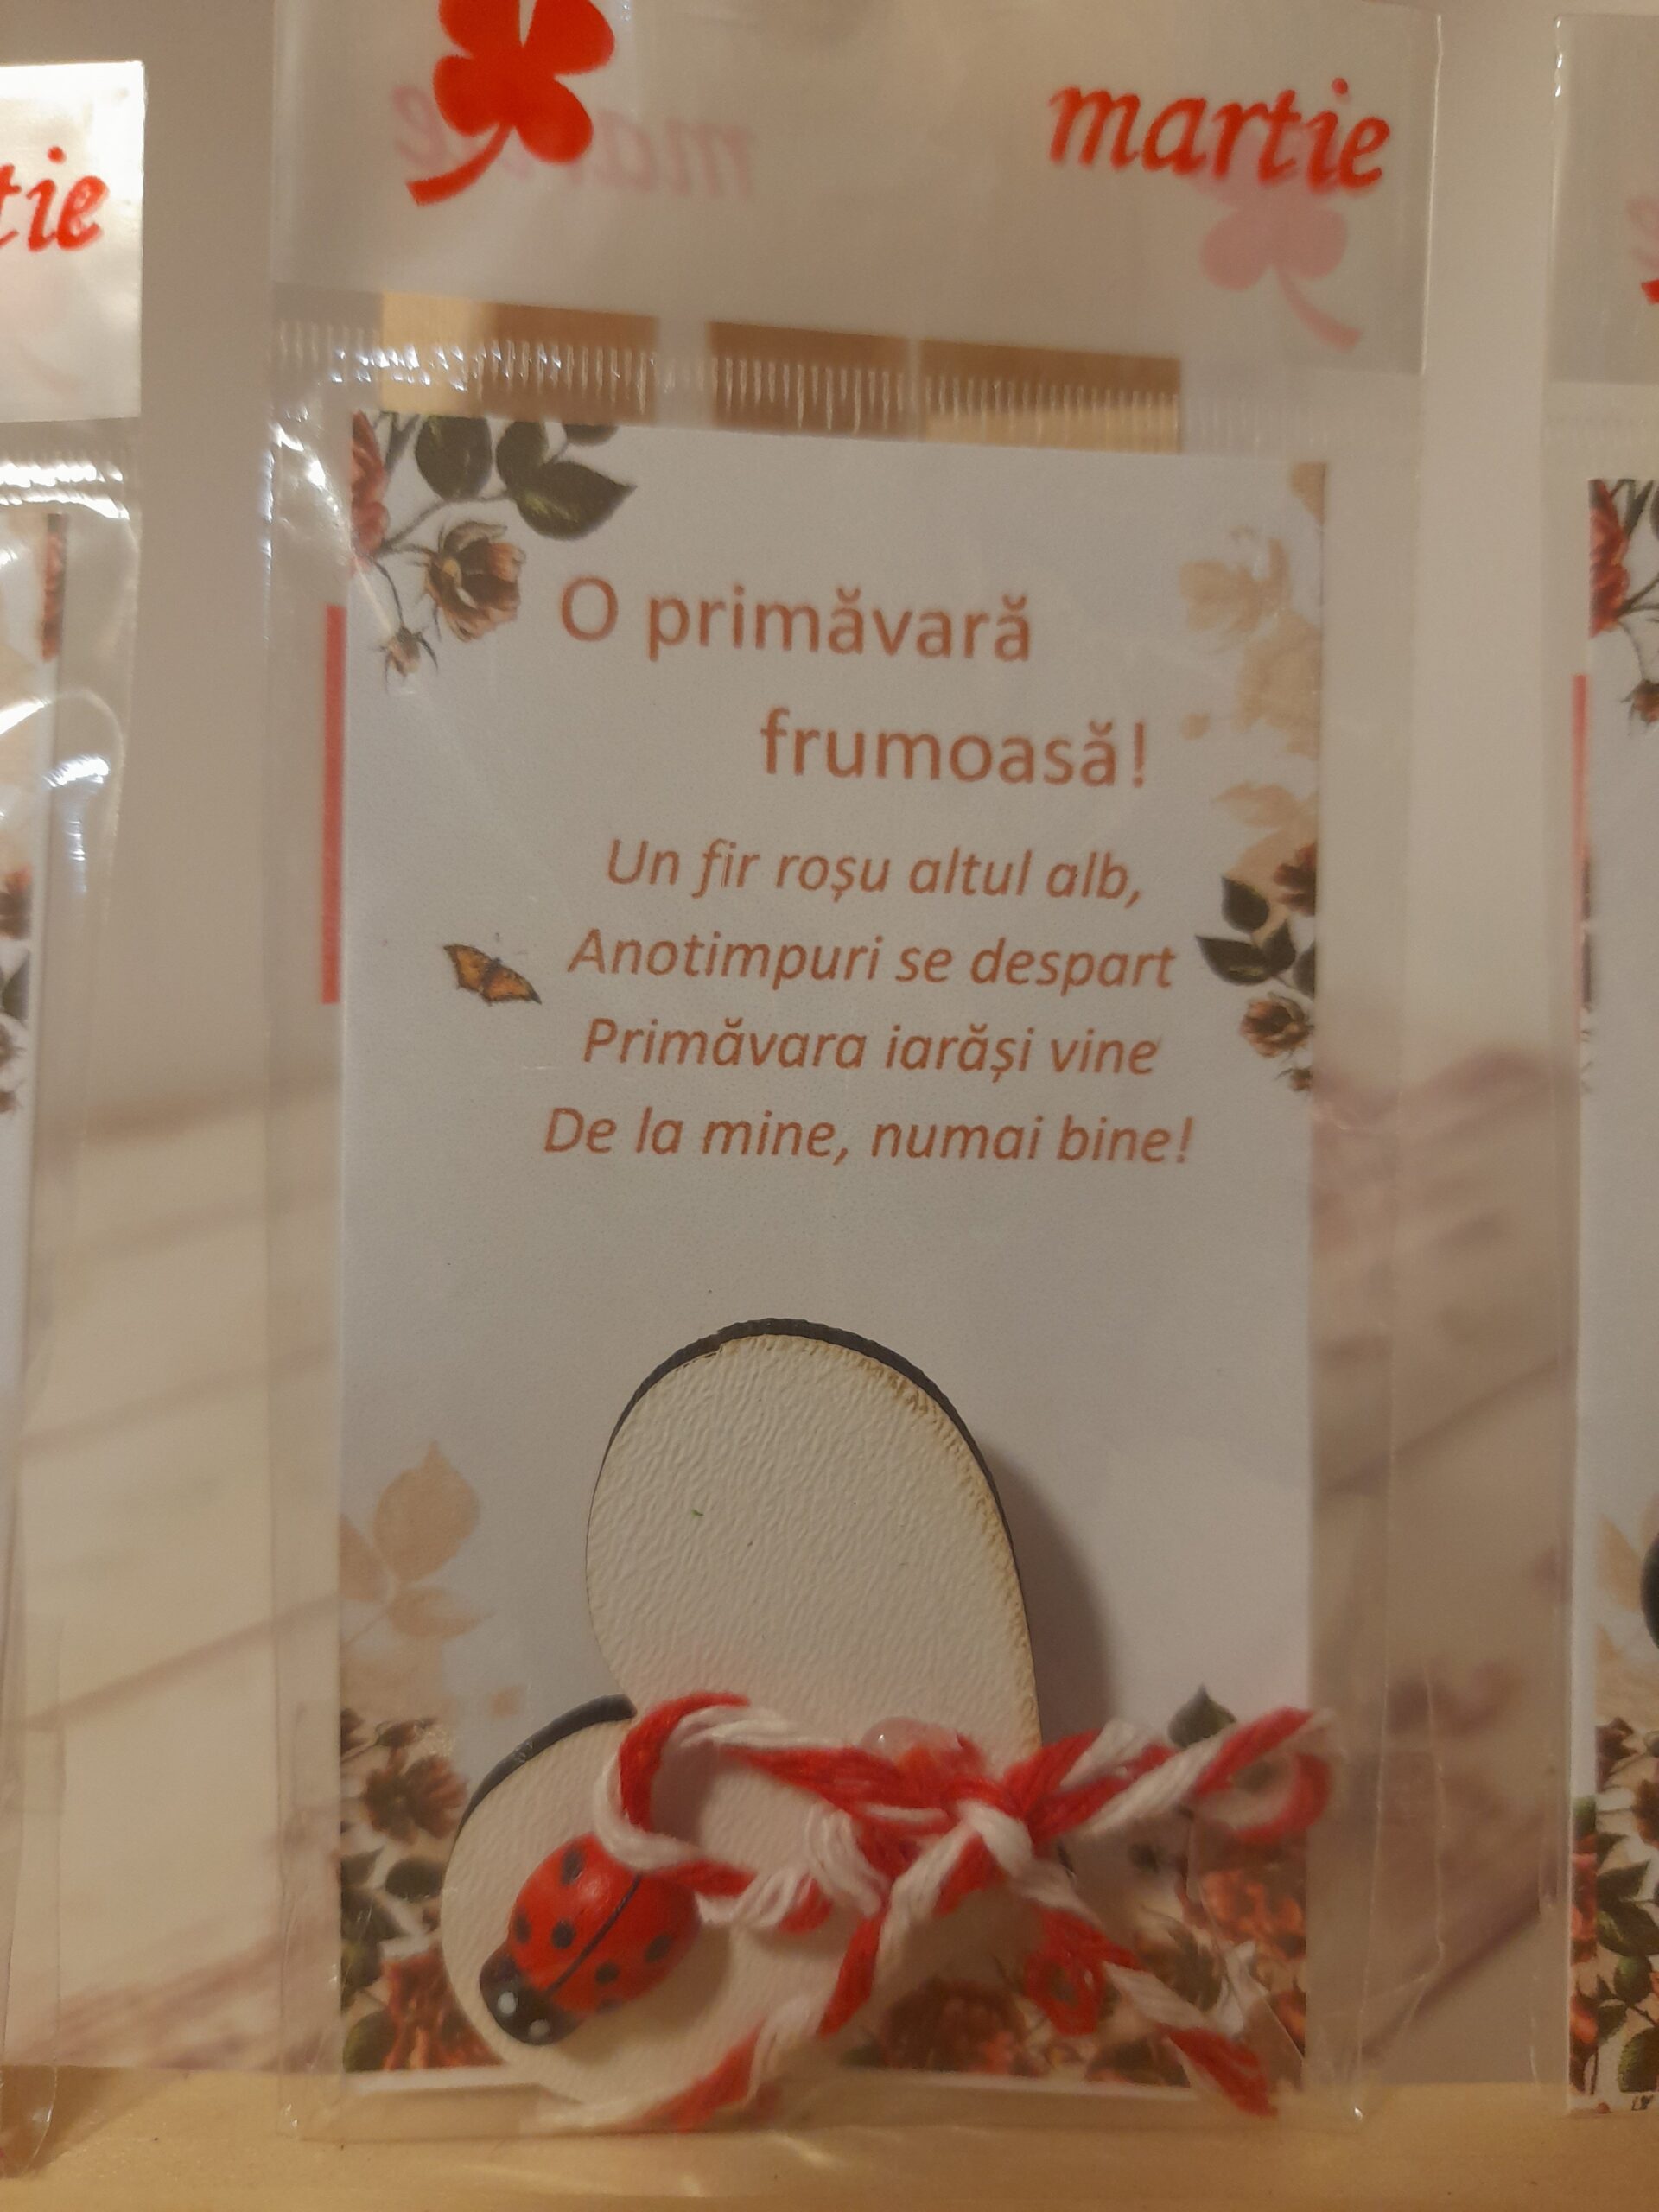 martie
tie
O primăvară
frumoasă!
Un fir roșu altul alb,
Anotimpuri se despart
Primăvara iarăși vine
De la mine, numai bine!